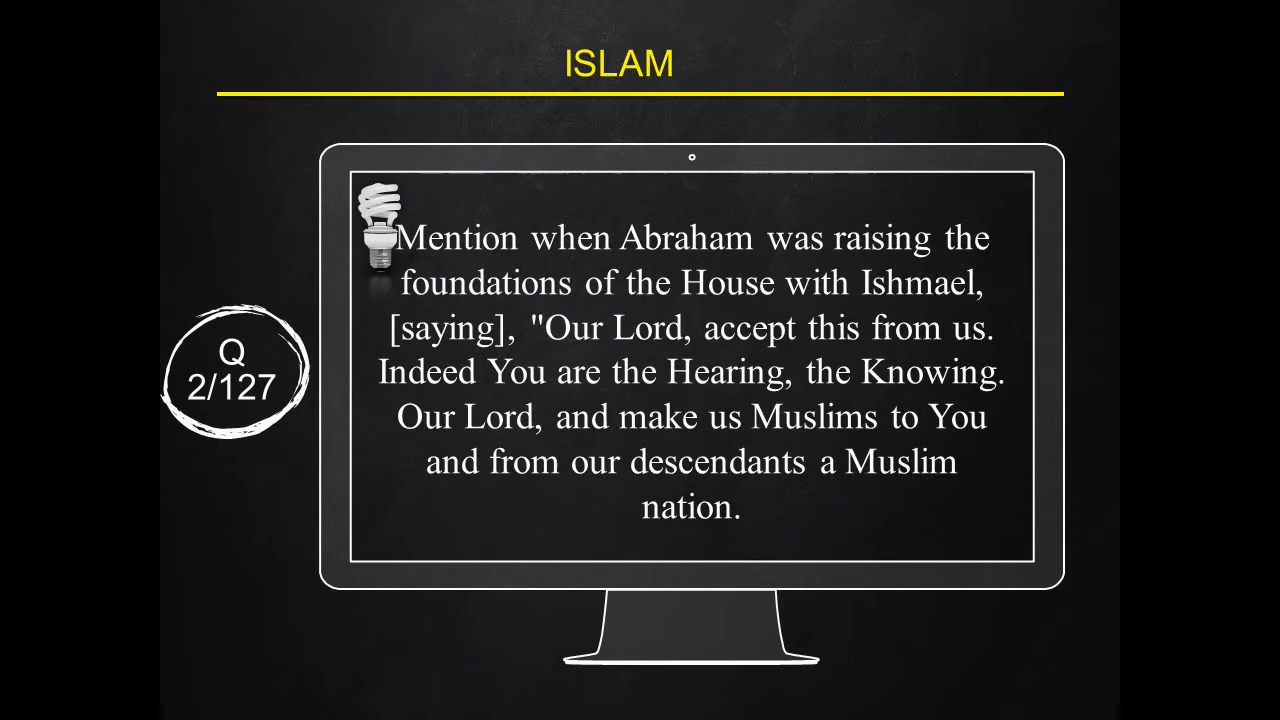 ISLAM
Mention when Abraham was raising the
foundations of the House with Ishmael,
[saying], "Our Lord, accept this from us.
Indeed You are the Hearing, the Knowing.
Our Lord, and make us Muslims to You
and from our descendants a Muslim
nation.
Q
2/127